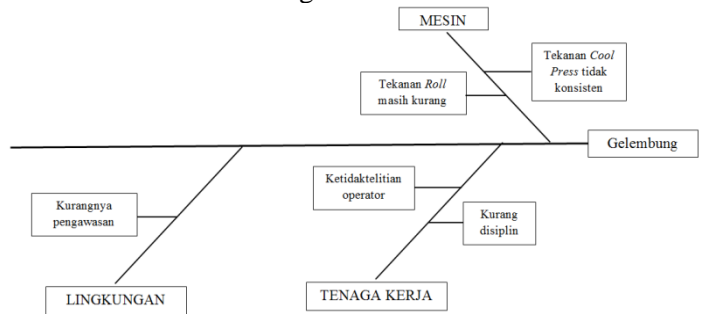 MESIN
Tekanan Cool
Press tidak
konsisten
Tekanan Roll
masih kurang
Gelembung
Ketidaktelitian
operator
Kurangnya
pengawasan
Kurang
disiplin
LINGKUNGAN
TENAGA KERJA